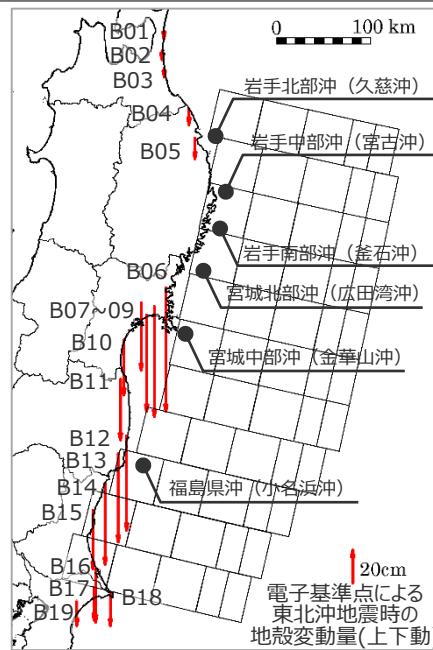 B01
B02
B03
100 km
岩手北部沖（久慈沖）
B04
岩手中部沖（宮古沖）
B05
岩手南部沖（釜石沖）
B06
宮城北部沖（広田湾沖）
B07~09
B10
宮城中部沖（金華山沖）
B11
B12
B13
福島県沖（小名浜沖）
B14
B15
B16
B17
B18
B19
20cm
電子基準点による
東北沖地震時の
地殻変動量(上下動)